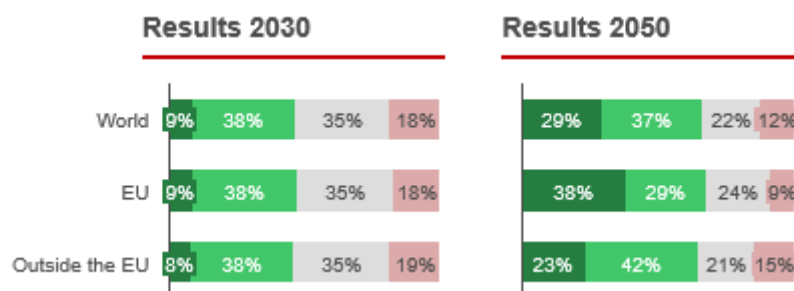 Results 2030 Results 2050
World 9% 38% 35% 18% 29% 37% 22% 12%
EU 9% 38% 35% 18% 38% 29% 24% 9%
Outside the EU 8% 38% 35% 19% 23% 42% 21% 15%